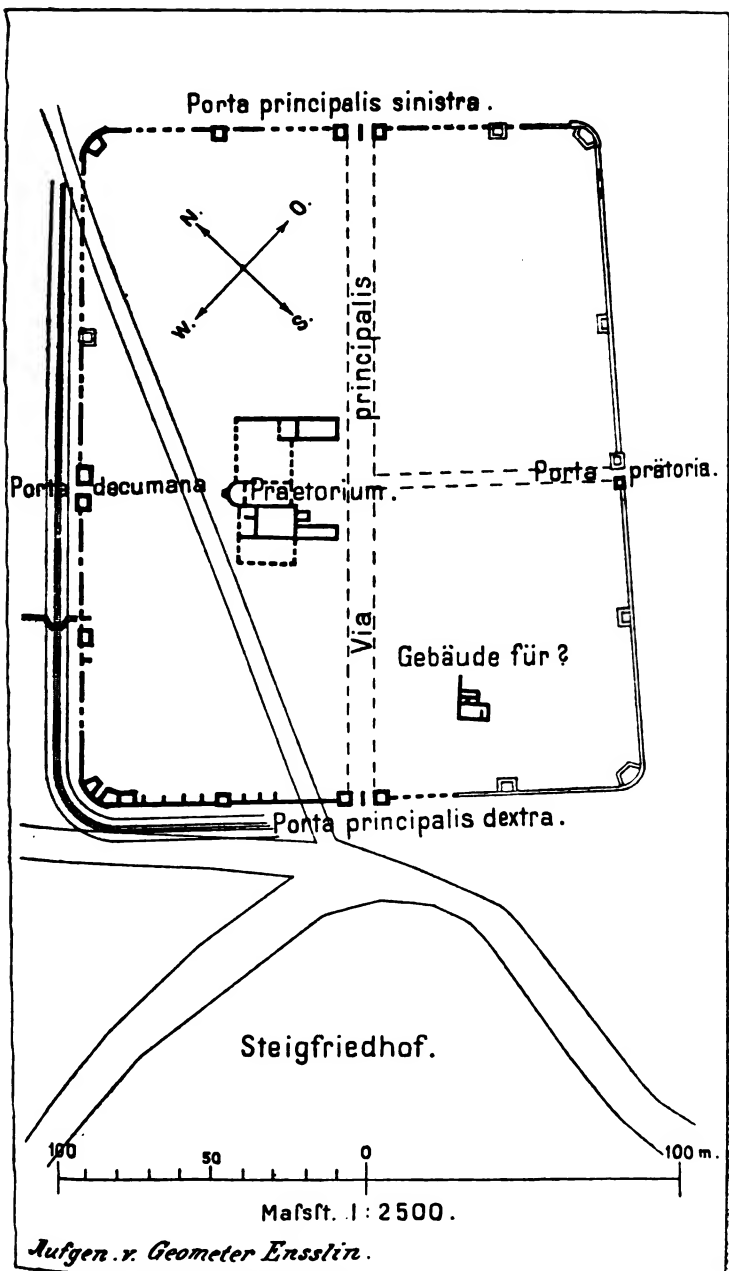 Porta principalis sinistra.
N. O.
W. S.
Via principalis
Porta decumana
Praetorium.
Porta prätoria.
Gebäude für?
Porta principalis dextra.
Steigfriedhof.
100 50 0 100 m.
Maſsſt. 1:2500.
Aufgen. v. Geometer Ensslin.